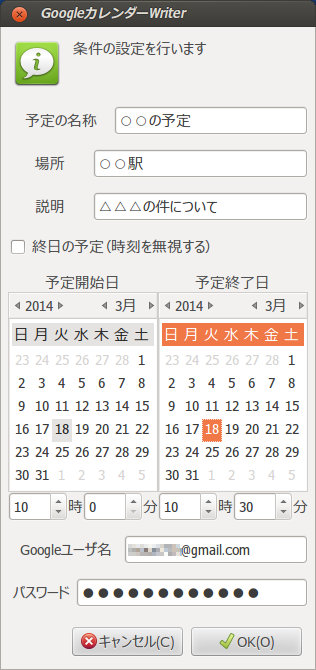 GoogleカレンダーWriter
条件の設定を行います
予定の名称 ○○の予定
場所 ○○駅
説明 △△△の件について
終日の予定(時刻を無視する)
予定開始日 予定終了日
2014 3月 2014 3月
日 月 火 水 木 金 土 日 月 火 水 木 金 土
23 24 25 26 27 28 1 23 24 25 26 27 28 1
2 3 4 5 6 7 8 2 3 4 5 6 7 8
9 10 11 12 13 14 15 9 10 11 12 13 14 15
16 17 18 19 20 21 22 16 17 18 19 20 21 22
23 24 25 26 27 28 29 23 24 25 26 27 28 29
30 31 1 2 3 4 5 30 31 1 2 3 4 5
10 時 0 分 10 時 30 分
Googleユーザ名 @gmail.com
パスワード ●●●●●●●●●●●●
キャンセル(C) OK(O)